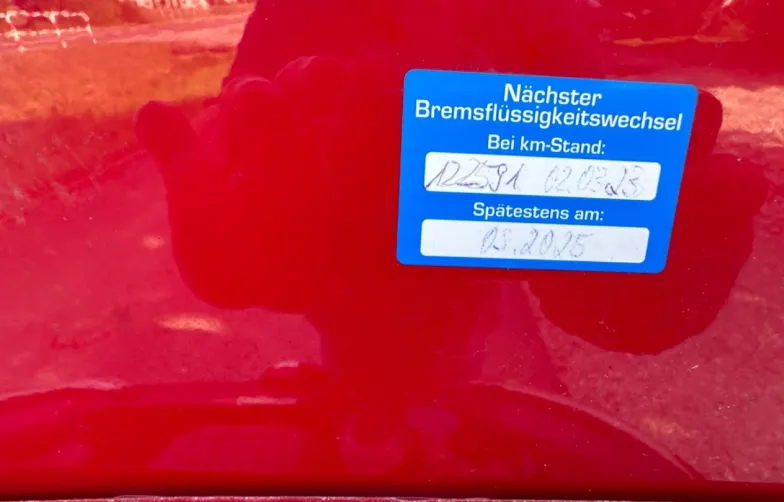 Nächster
Bremsflüssigkeitswechsel
Bei km-Stand:
122591 02.03.23
Spätestens am:
03.2025